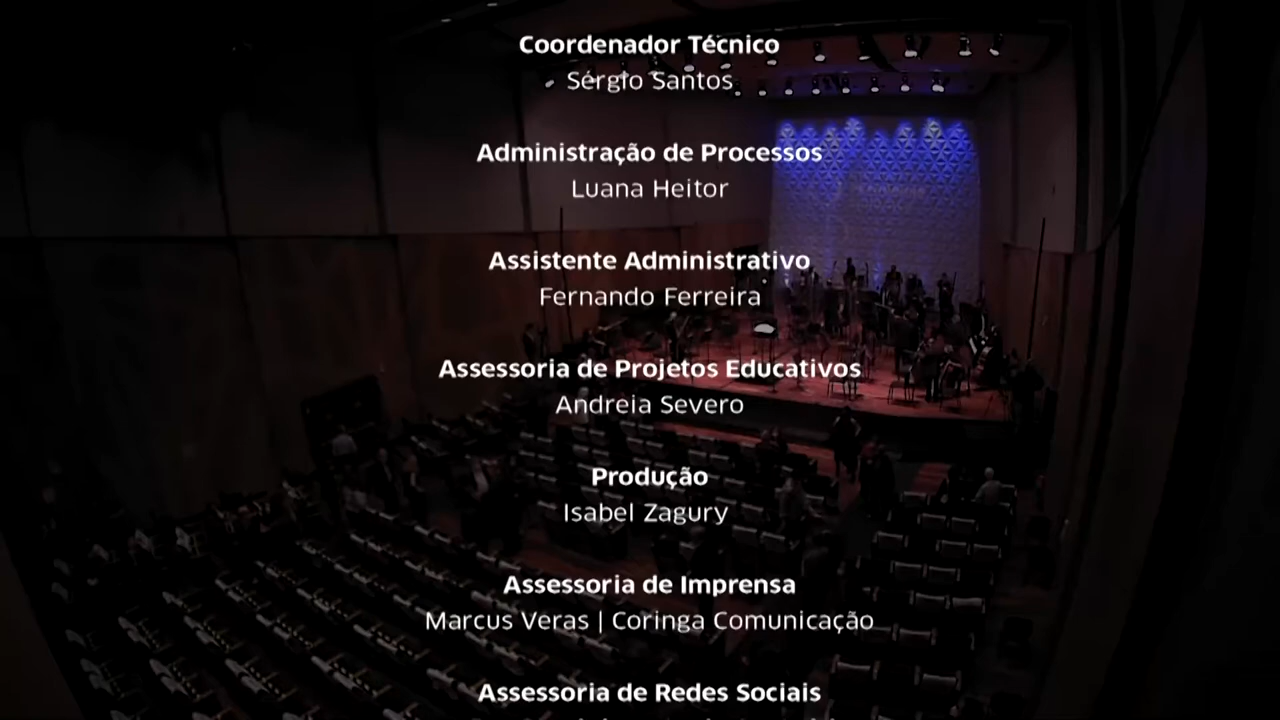 Coordenador Técnico
Sérgio Santos
Administração de Processos
Luana Heitor
Assistente Administrativo
Fernando Ferreira
Assessoria de Projetos Educativos
Andreia Severo
Produção
Isabel Zagury
Assessoria de Imprensa
Marcus Veras | Coringa Comunicação
Assessoria de Redes Sociais